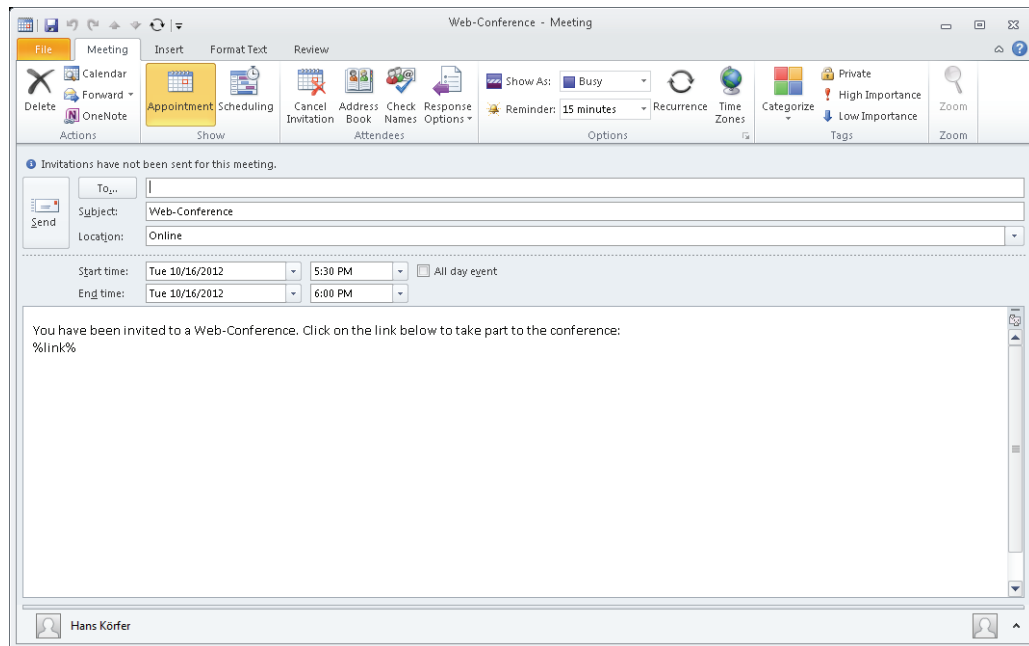 Web-Conference - Meeting
File Meeting Insert Format Text Review
Delete
Calendar
Forward
OneNote
Actions
Appointment Scheduling
Show
Cancel Invitation
Address Book
Check Names
Response Options
Attendees
Show As: Busy
Reminder: 15 minutes
Recurrence
Time Zones
Options
Categorize
Private
High Importance
Low Importance
Tags
Zoom
Zoom
Invitations have not been sent for this meeting.
Send
To...
Subject: Web-Conference
Location: Online
Start time: Tue 10/16/2012 5:30 PM All day event
End time: Tue 10/16/2012 6:00 PM
You have been invited to a Web-Conference. Click on the link below to take part to the conference:
%link%
Hans Körfer